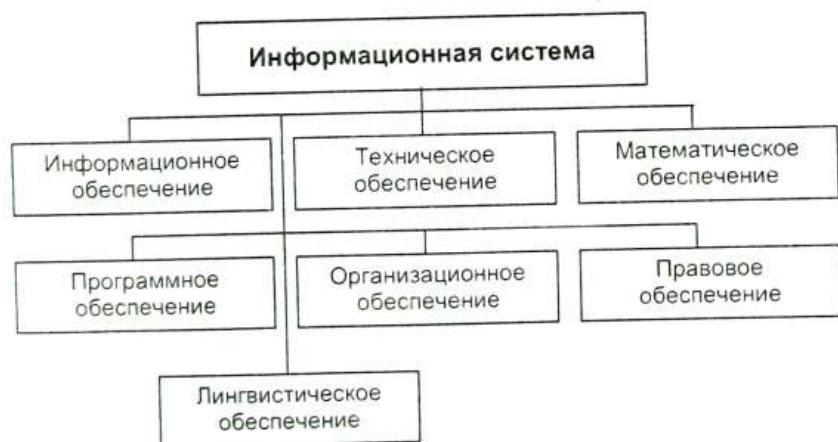 Информационная система
Информационное
обеспечение
Техническое
обеспечение
Математическое
обеспечение
Программное
обеспечение
Организационное
обеспечение
Правовое
обеспечение
Лингвистическое
обеспечение